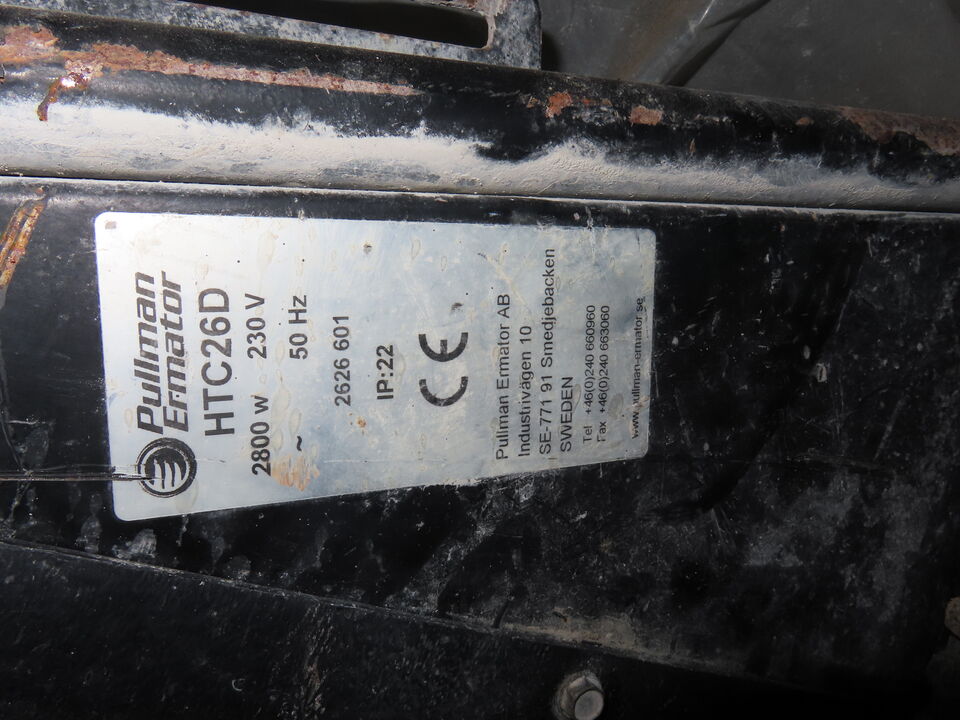 Pullman
Ermator
HTC26D
2800 W 230 V
~ 50 Hz
2626 601
IP:22
CE
Pullman Ermator AB
Industrivägen 10
SE-771 91 Smedjebacken
SWEDEN
Tel +46(0)240 660960
Fax +46(0)240 663060
www.pullman-ermator.se